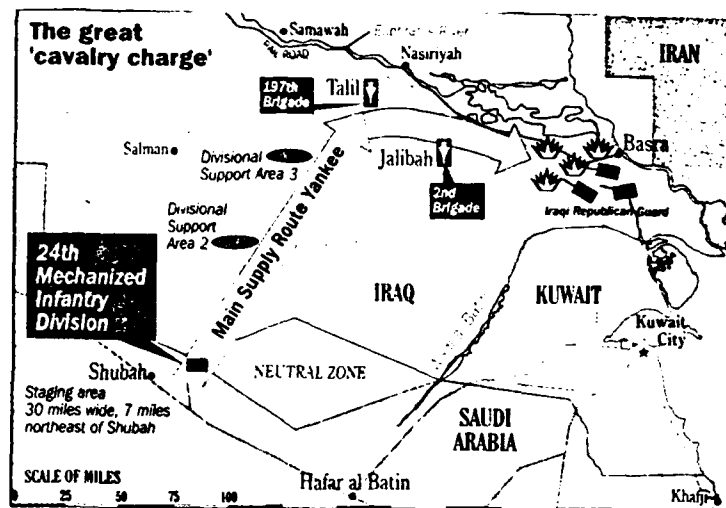 The great
'cavalry charge'
Samawah
RAIL ROAD
River
Nasiriyah
IRAN
197th
Brigade
Talil
Salman
Divisional
Support Area 3
Jalibah
Basra
2nd
Brigade
Iraqi Republican Guard
Divisional
Support
Area 2
Main Supply Route Yankee
24th
Mechanized
Infantry
Division
IRAQ
KUWAIT
Kuwait
City
Shubah
NEUTRAL ZONE
Staging area
30 miles wide, 7 miles
northeast of Shubah
SAUDI
ARABIA
SCALE OF MILES
0 25 50 75 100
Hafar al Batin
Khafji